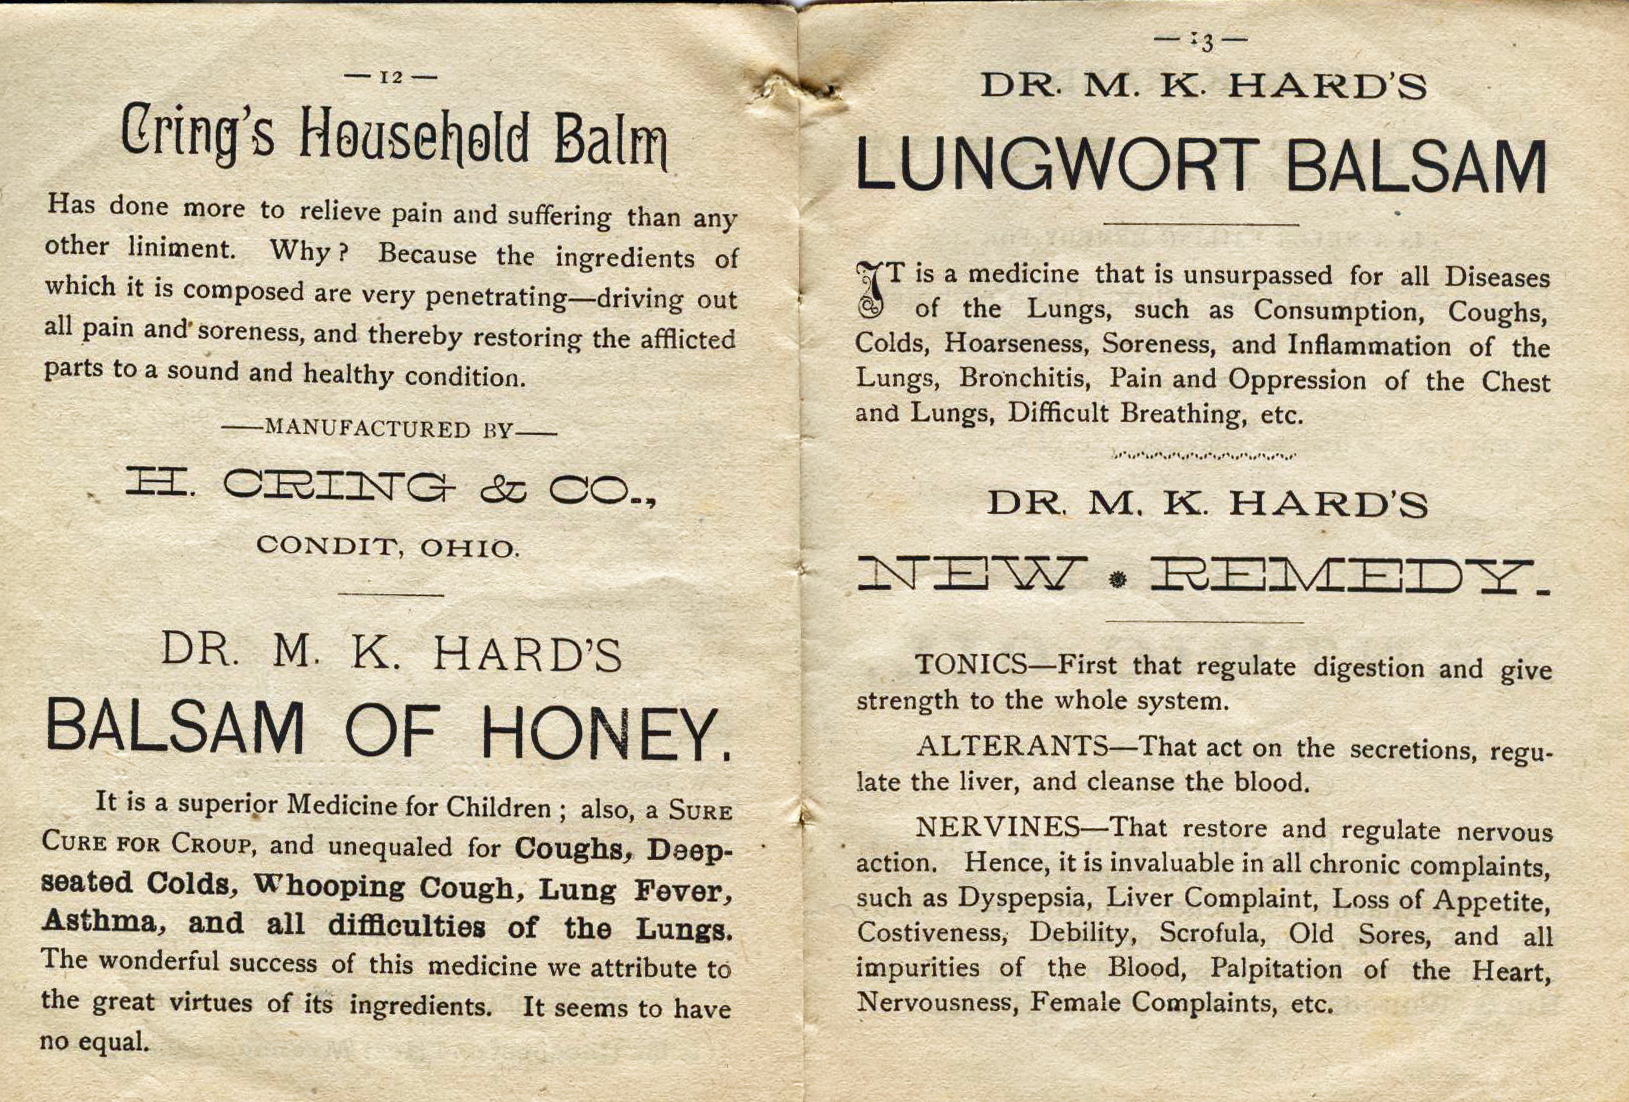 — 12 —
Cring's Household Balm
Has done more to relieve pain and suffering than any
other liniment. Why? Because the ingredients of
which it is composed are very penetrating—driving out
all pain and soreness, and thereby restoring the afflicted
parts to a sound and healthy condition.
—MANUFACTURED BY—
H. CRING & CO.,
CONDIT, OHIO.
DR. M. K. HARD'S
BALSAM OF HONEY.
It is a superior Medicine for Children; also, a SURE
CURE FOR CROUP, and unequaled for Coughs, Deep-
seated Colds, Whooping Cough, Lung Fever,
Asthma, and all difficulties of the Lungs.
The wonderful success of this medicine we attribute to
the great virtues of its ingredients. It seems to have
no equal.
— 13 —
DR. M. K. HARD'S
LUNGWORT BALSAM
IT is a medicine that is unsurpassed for all Diseases
of the Lungs, such as Consumption, Coughs,
Colds, Hoarseness, Soreness, and Inflammation of the
Lungs, Bronchitis, Pain and Oppression of the Chest
and Lungs, Difficult Breathing, etc.
DR. M. K. HARD'S
NEW • REMEDY.
TONICS—First that regulate digestion and give
strength to the whole system.
ALTERANTS—That act on the secretions, regu-
late the liver, and cleanse the blood.
NERVINES—That restore and regulate nervous
action. Hence, it is invaluable in all chronic complaints,
such as Dyspepsia, Liver Complaint, Loss of Appetite,
Costiveness, Debility, Scrofula, Old Sores, and all
impurities of the Blood, Palpitation of the Heart,
Nervousness, Female Complaints, etc.